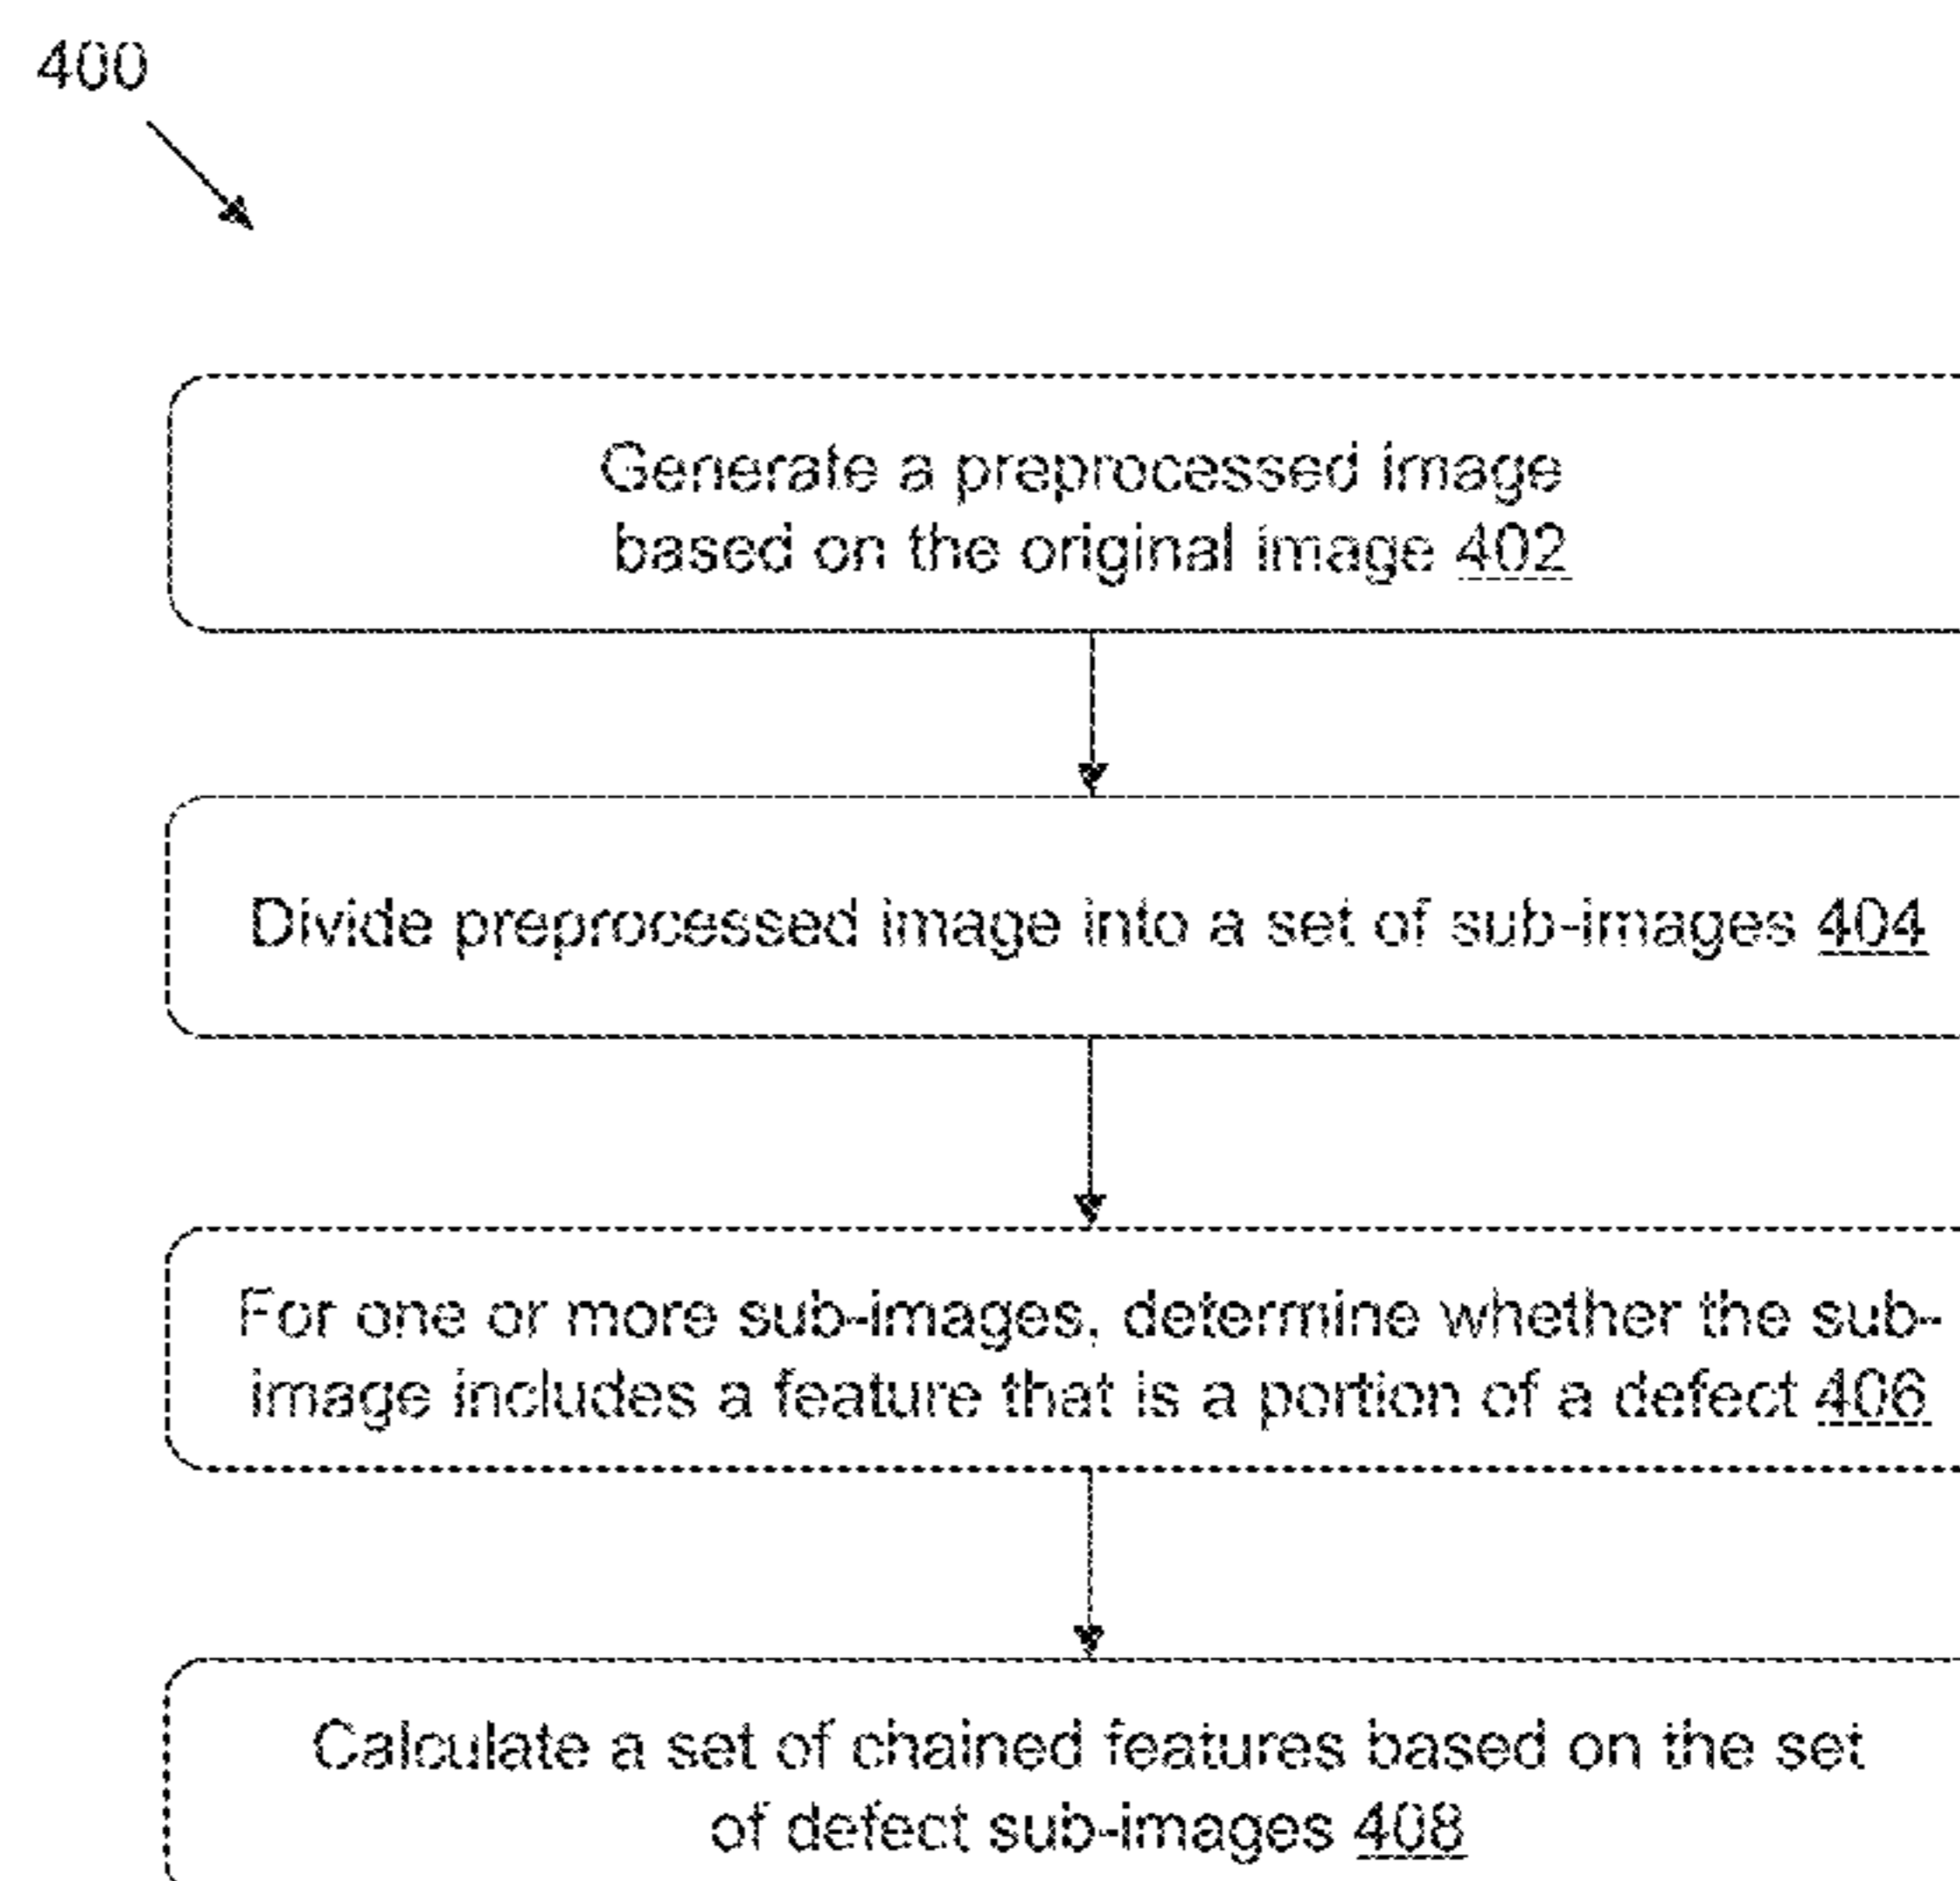 400
Generate a preprocessed image
based on the original image 402
Divide preprocessed image into a set of sub-images 404
For one or more sub-images, determine whether the sub-
image includes a feature that is a portion of a defect 406
Calculate a set of chained features based on the set
of defect sub-images 408